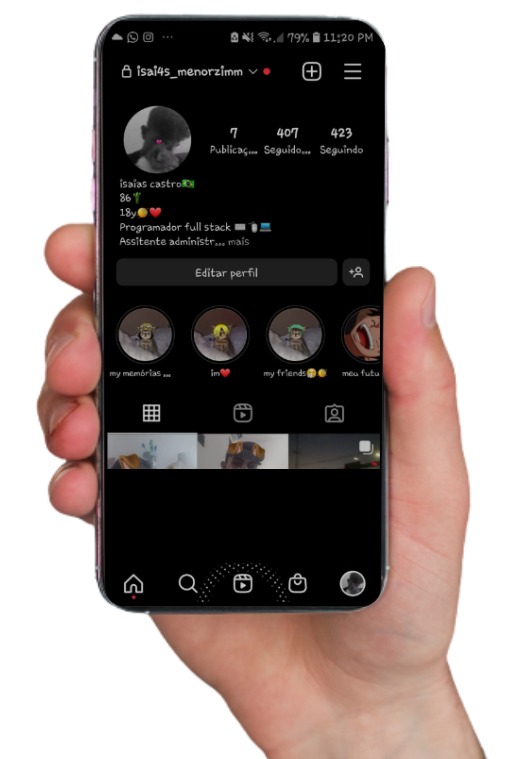 79% 11:20 PM
isai4s_menorzimm
7 407 423
Publicaç... Seguido... Seguindo
isaias castro🇧🇷
86🌴
18y🌕❤️
Programador full stack ⌨️🖱️💻
Assitente administr... mais
Editar perfil
my memórias ... im❤️ my friends🥰🌕 meu futu